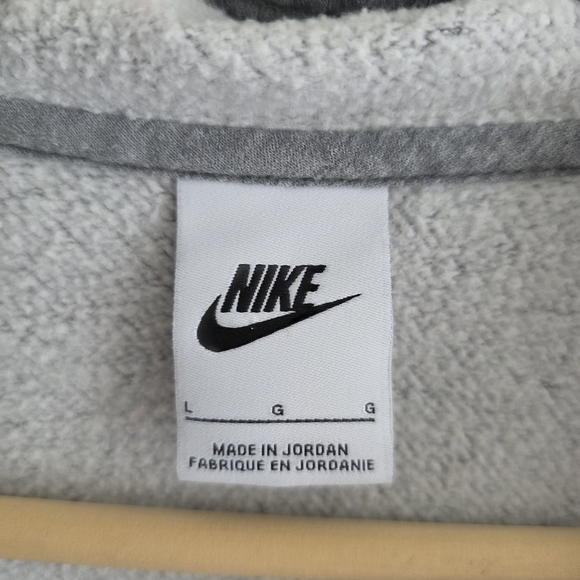 NIKE
L G G
MADE IN JORDAN
FABRIQUE EN JORDANIE